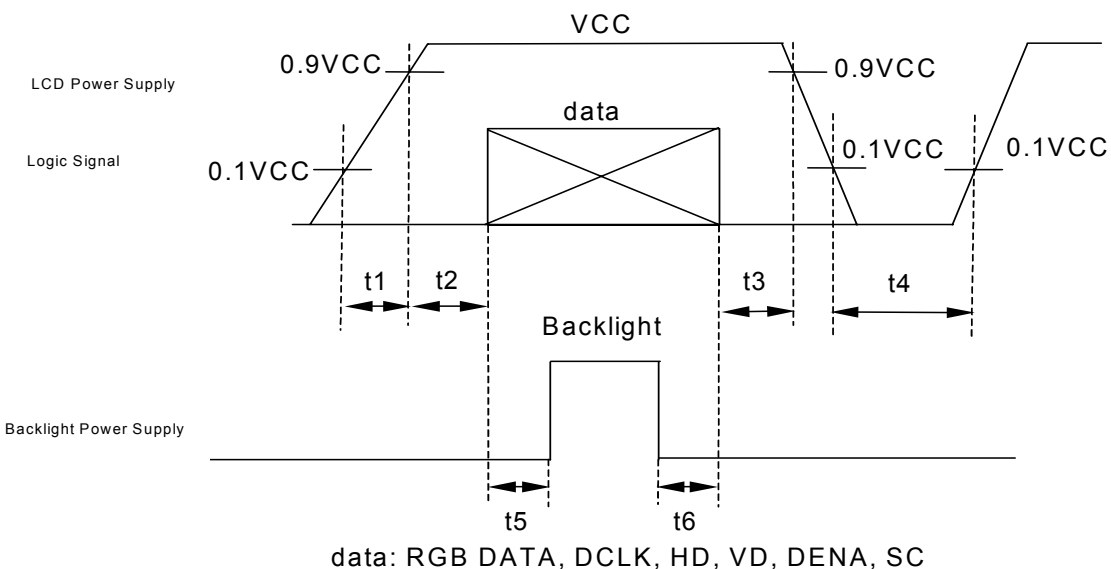 VCC
0.9VCC
0.9VCC
LCD Power Supply
data
Logic Signal
0.1VCC
0.1VCC
0.1VCC
t1
t2
t3
t4
Backlight
Backlight Power Supply
t5
t6
data: RGB DATA, DCLK, HD, VD, DENA, SC